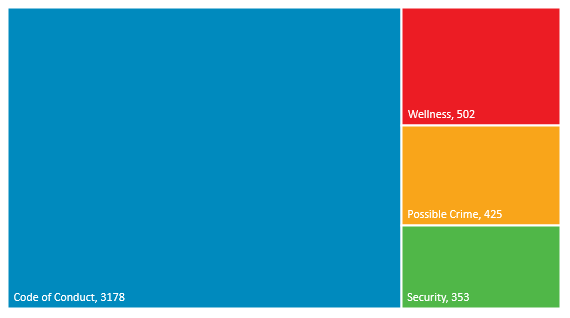 Code of Conduct, 3178
Wellness, 502
Possible Crime, 425
Security, 353